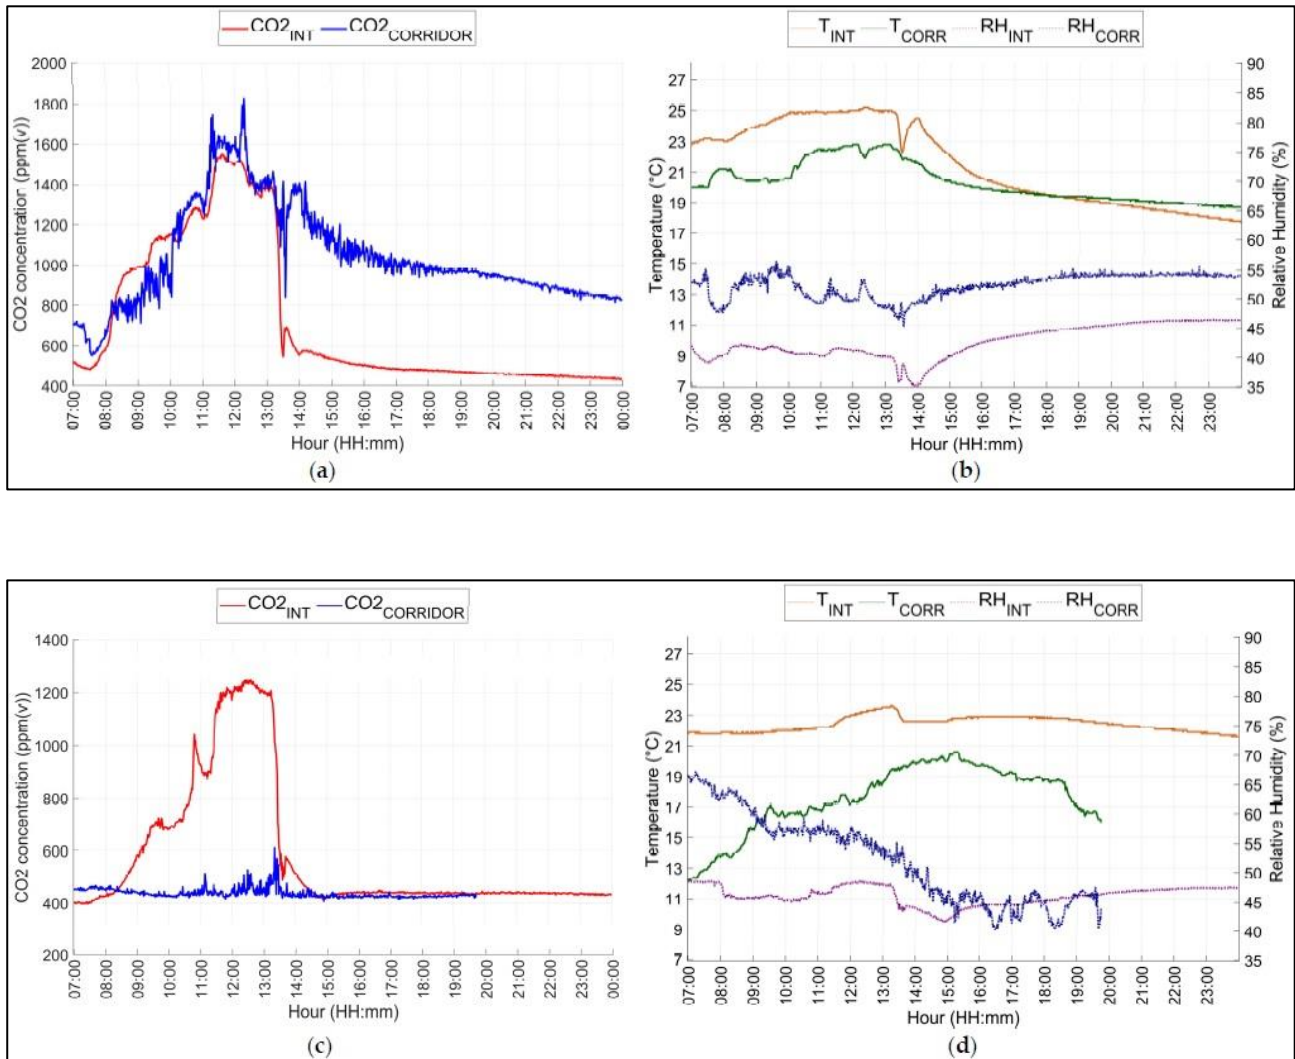 CO2INT CO2CORRIDOR
2000
1800
1600
1400
1200
1000
800
600
400
CO2 concentration (ppm(v))
07:00 08:00 09:00 10:00 11:00 12:00 13:00 14:00 15:00 16:00 17:00 18:00 19:00 20:00 21:00 22:00 23:00 00:00
Hour (HH:mm)
(a)
TINT TCORR RHINT RHCORR
27
25
23
21
19
17
15
13
11
9
7
Temperature (°C)
90
85
80
75
70
65
60
55
50
45
40
35
Relative Humidity (%)
07:00 08:00 09:00 10:00 11:00 12:00 13:00 14:00 15:00 16:00 17:00 18:00 19:00 20:00 21:00 22:00 23:00
Hour (HH:mm)
(b)
CO2INT CO2CORRIDOR
1400
1200
1000
800
600
400
200
CO2 concentration (ppm(v))
07:00 08:00 09:00 10:00 11:00 12:00 13:00 14:00 15:00 16:00 17:00 18:00 19:00 20:00 21:00 22:00 23:00 00:00
Hour (HH:mm)
(c)
TINT TCORR RHINT RHCORR
27
25
23
21
19
17
15
13
11
9
7
Temperature (°C)
90
85
80
75
70
65
60
55
50
45
40
35
Relative Humidity (%)
07:00 08:00 09:00 10:00 11:00 12:00 13:00 14:00 15:00 16:00 17:00 18:00 19:00 20:00 21:00 22:00 23:00
Hour (HH:mm)
(d)